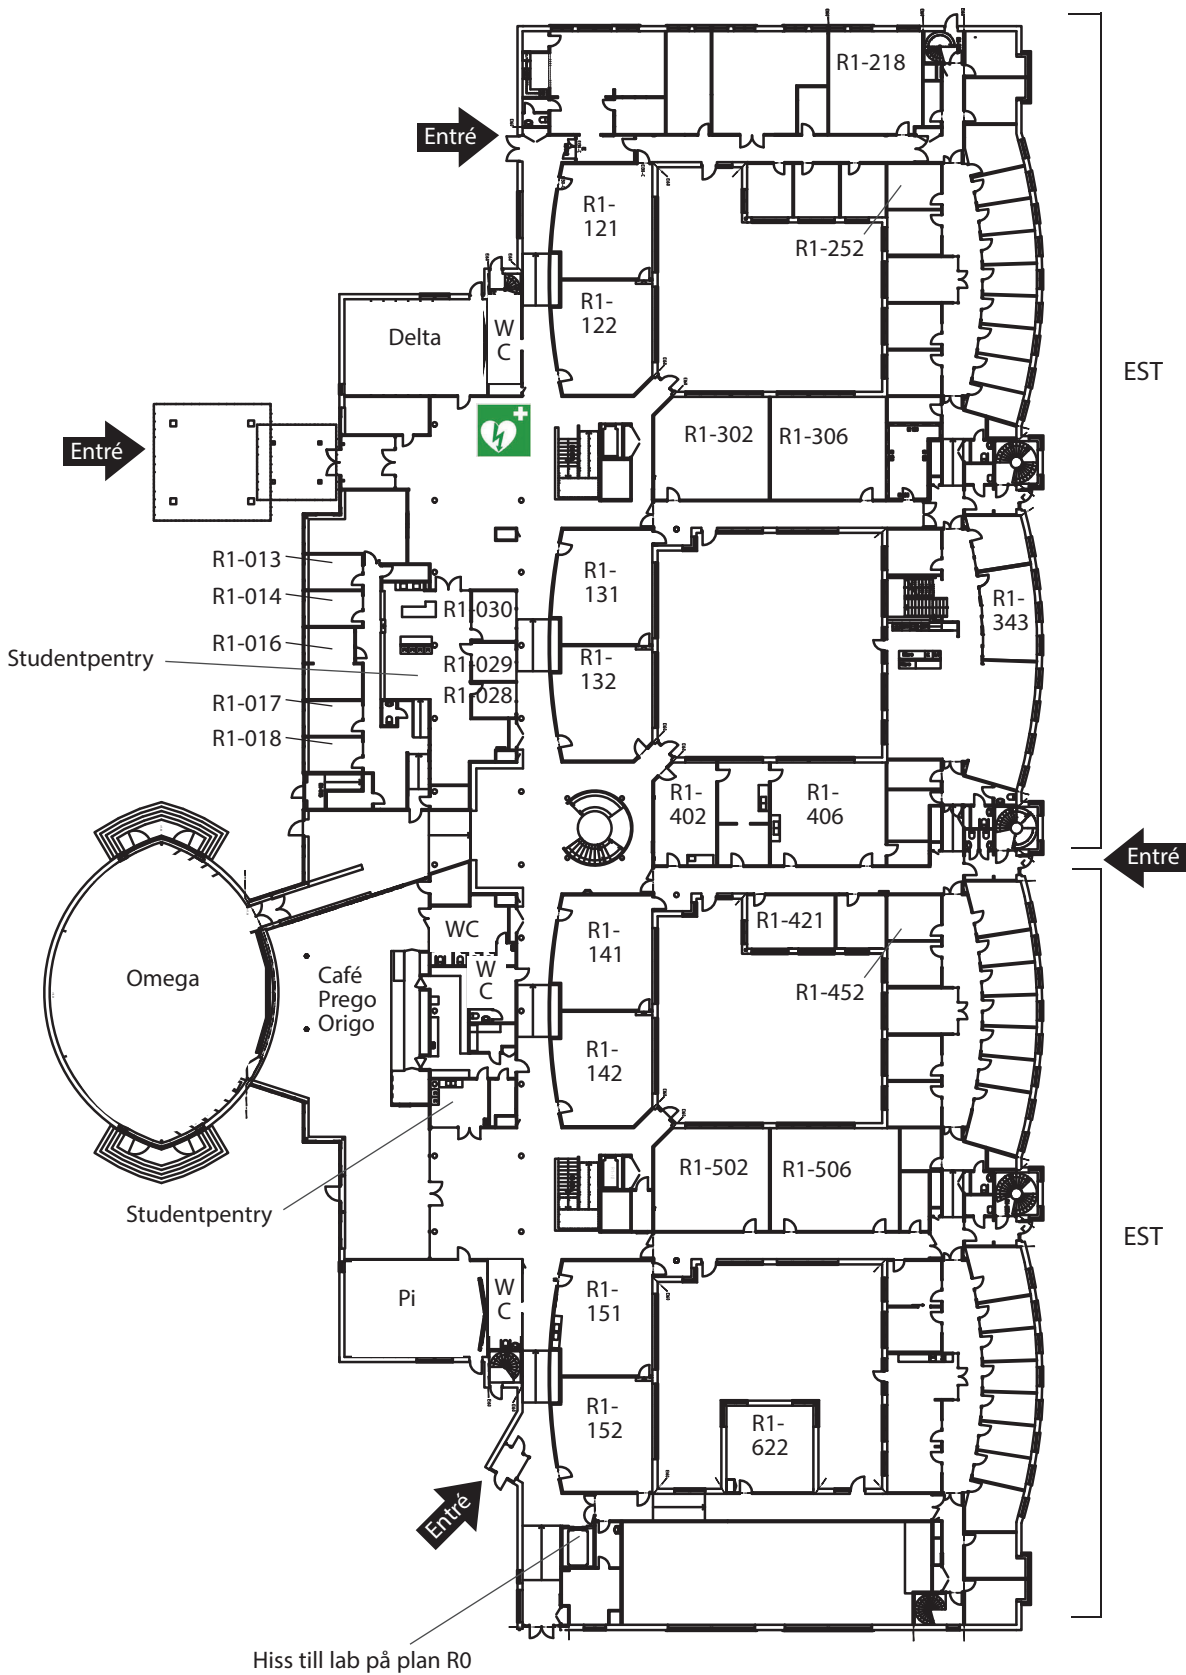 R1-218
Entré
R1-
121
R1-252
R1-
122
Delta
W
C
EST
Entré
R1-302
R1-306
R1-013
R1-014
R1-016
Studentpentry
R1-017
R1-018
R1-030
R1-029
R1-028
R1-
131
R1-
132
R1-
343
R1-
402
R1-
406
Entré
R1-421
WC
W
C
R1-
141
Omega
Café
Prego
Origo
R1-452
R1-
142
R1-502
R1-506
Studentpentry
EST
Pi
W
C
R1-
151
R1-
152
R1-
622
Entré
Hiss till lab på plan R0